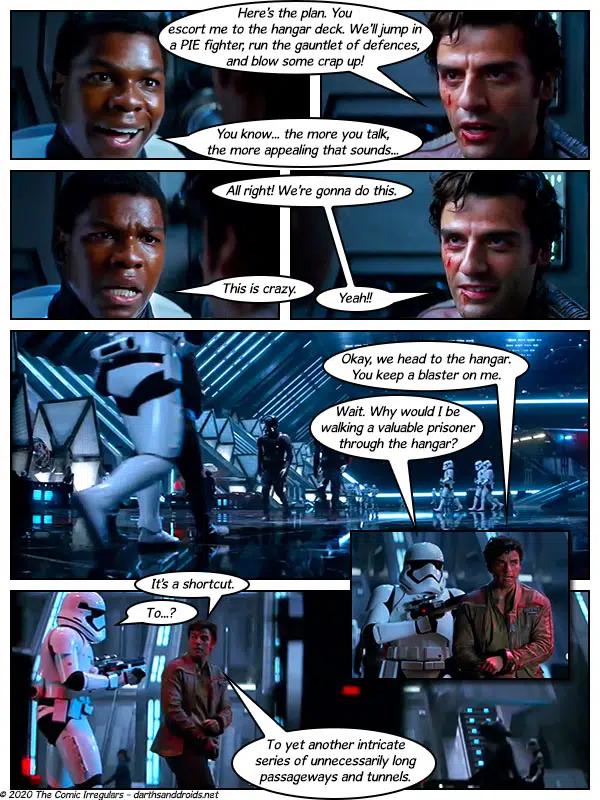 Here's the plan. You
escort me to the hangar deck. We'll jump in
a PIE fighter, run the gauntlet of defences,
and blow some crap up!
You know... the more you talk,
the more appealing that sounds...
All right! We're gonna do this.
This is crazy.
Yeah!!
Okay, we head to the hangar.
You keep a blaster on me.
Wait. Why would I be
walking a valuable prisoner
through the hangar?
It's a shortcut.
To...?
To yet another intricate
series of unnecessarily long
passageways and tunnels.
© 2020 The Comic Irregulars – darthsanddroids.net